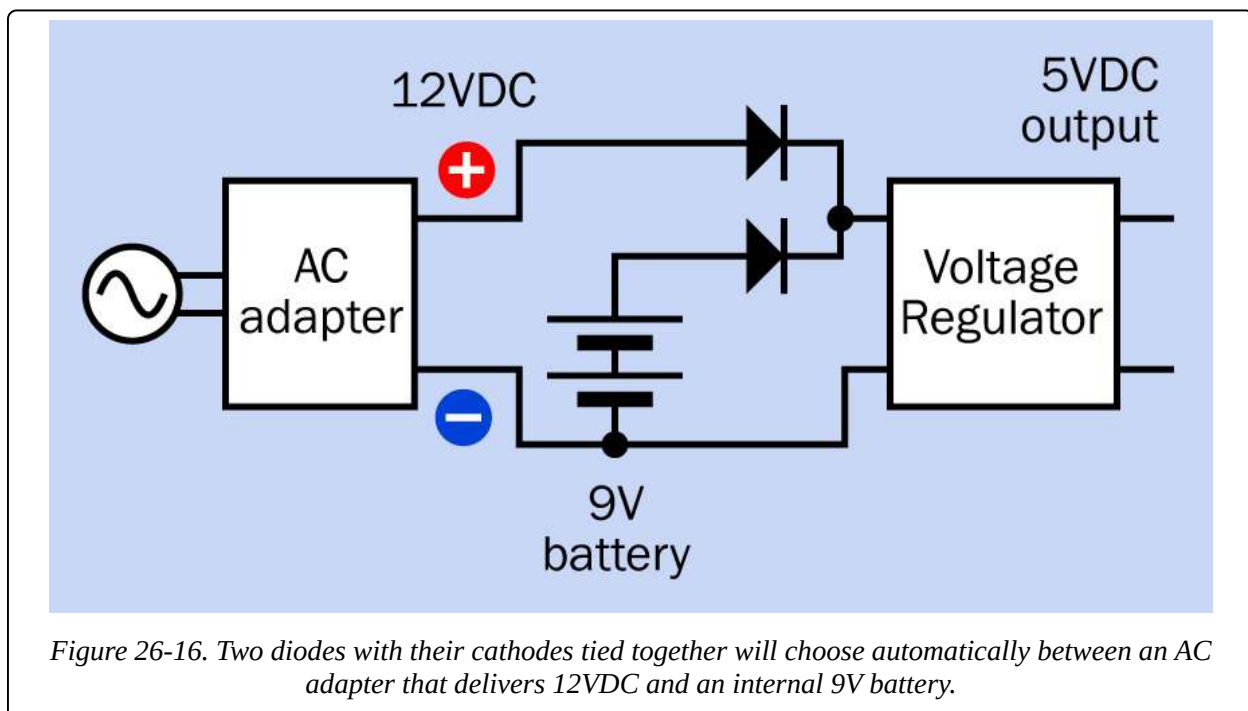 12VDC
5VDC
output
+
AC
adapter
Voltage
Regulator
−
9V
battery
Figure 26-16. Two diodes with their cathodes tied together will choose automatically between an AC
adapter that delivers 12VDC and an internal 9V battery.